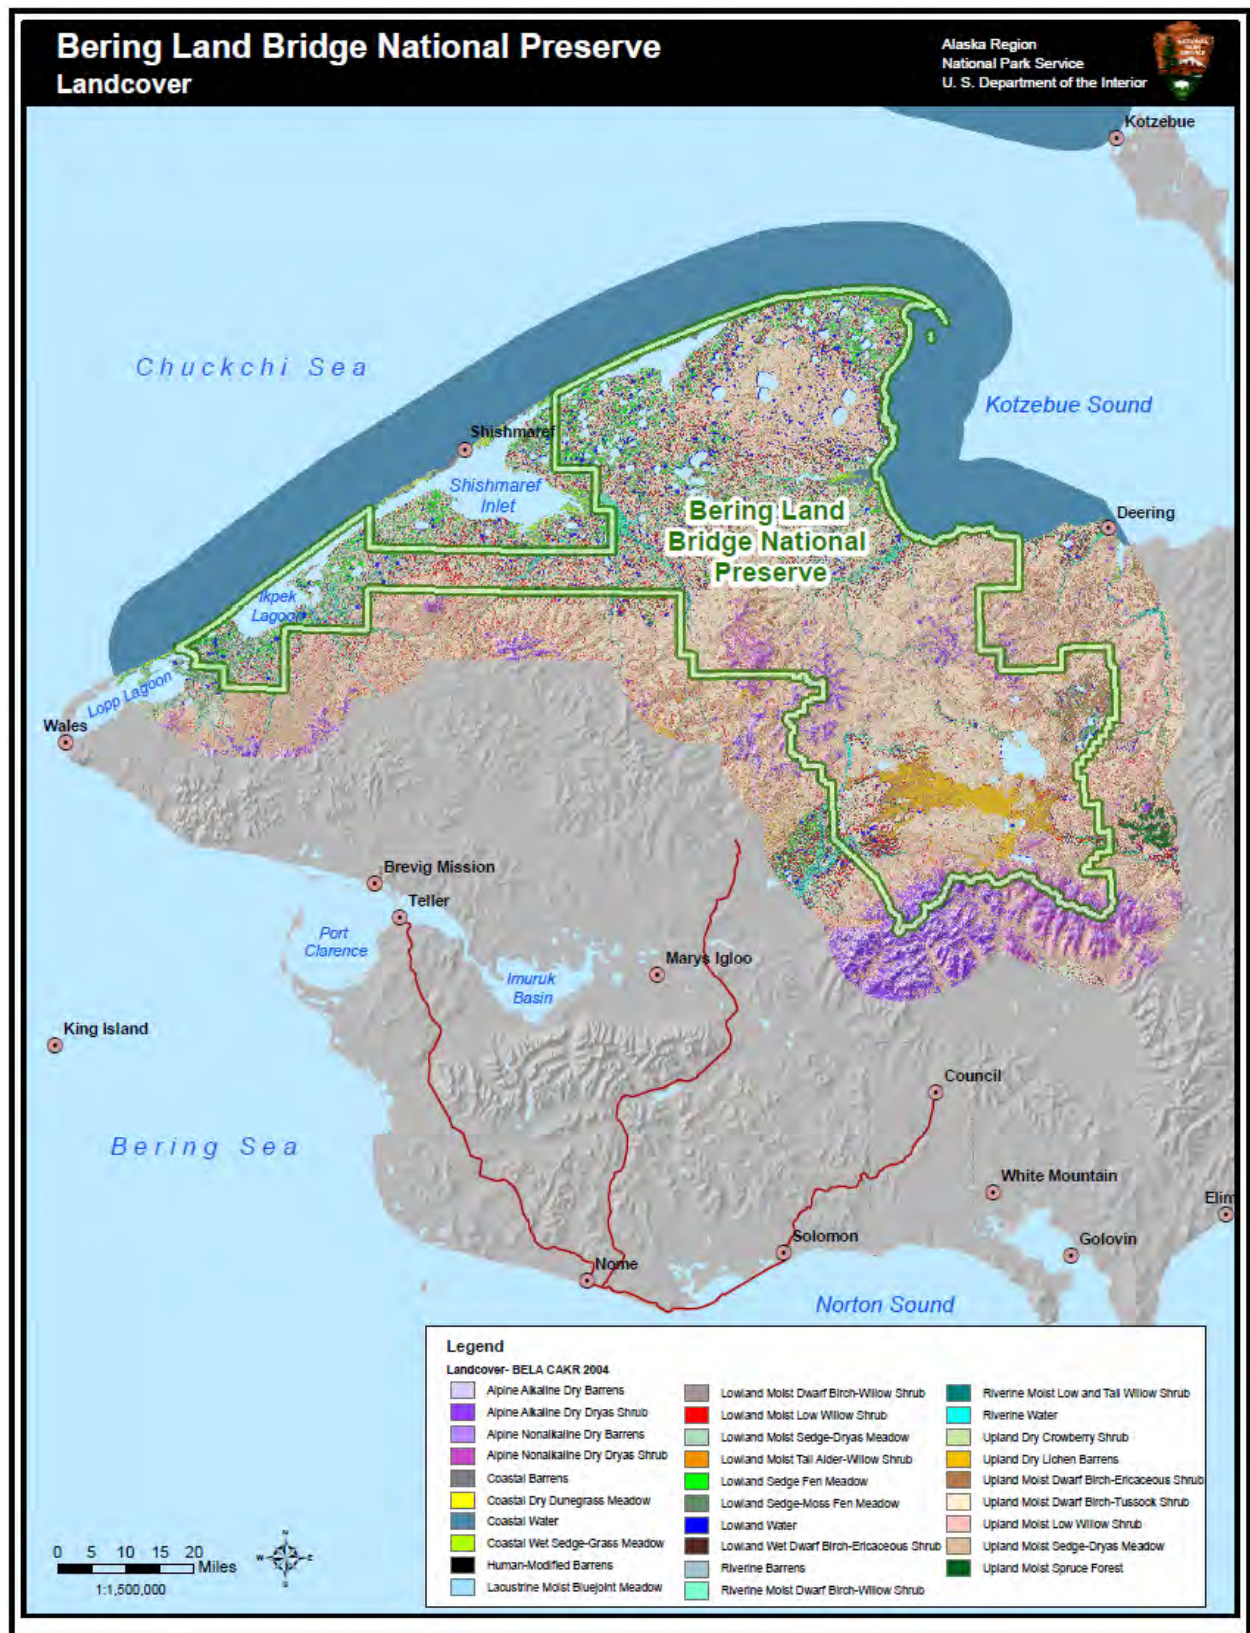 Bering Land Bridge National Preserve
Landcover
Alaska Region
National Park Service
U. S. Department of the Interior
NATIONAL
PARK
SERVICE
Kotzebue
Chuckchi Sea
Kotzebue Sound
Shishmaref
Shishmaref
Inlet
Bering Land
Bridge National
Preserve
Deering
Ikpek
Lagoon
Lopp Lagoon
Wales
Brevig Mission
Teller
Port
Clarence
Marys Igloo
Imuruk
Basin
King Island
Council
Bering Sea
White Mountain
Elim
Solomon
Golovin
Nome
Norton Sound
Legend
Landcover- BELA CAKR 2004
Alpine Alkaline Dry Barrens
Alpine Alkaline Dry Dryas Shrub
Alpine Nonalkaline Dry Barrens
Alpine Nonalkaline Dry Dryas Shrub
Coastal Barrens
Coastal Dry Dunegrass Meadow
Coastal Water
Coastal Wet Sedge-Grass Meadow
Human-Modified Barrens
Lacustrine Moist Bluejoint Meadow
Lowland Moist Dwarf Birch-Willow Shrub
Lowland Moist Low Willow Shrub
Lowland Moist Sedge-Dryas Meadow
Lowland Moist Tall Alder-Willow Shrub
Lowland Sedge Fen Meadow
Lowland Sedge-Moss Fen Meadow
Lowland Water
Lowland Wet Dwarf Birch-Ericaceous Shrub
Riverine Barrens
Riverine Moist Dwarf Birch-Willow Shrub
Riverine Moist Low and Tall Willow Shrub
Riverine Water
Upland Dry Crowberry Shrub
Upland Dry Lichen Barrens
Upland Moist Dwarf Birch-Ericaceous Shrub
Upland Moist Dwarf Birch-Tussock Shrub
Upland Moist Low Willow Shrub
Upland Moist Sedge-Dryas Meadow
Upland Moist Spruce Forest
0 5 10 15 20
Miles
1:1,500,000
N
W E
S